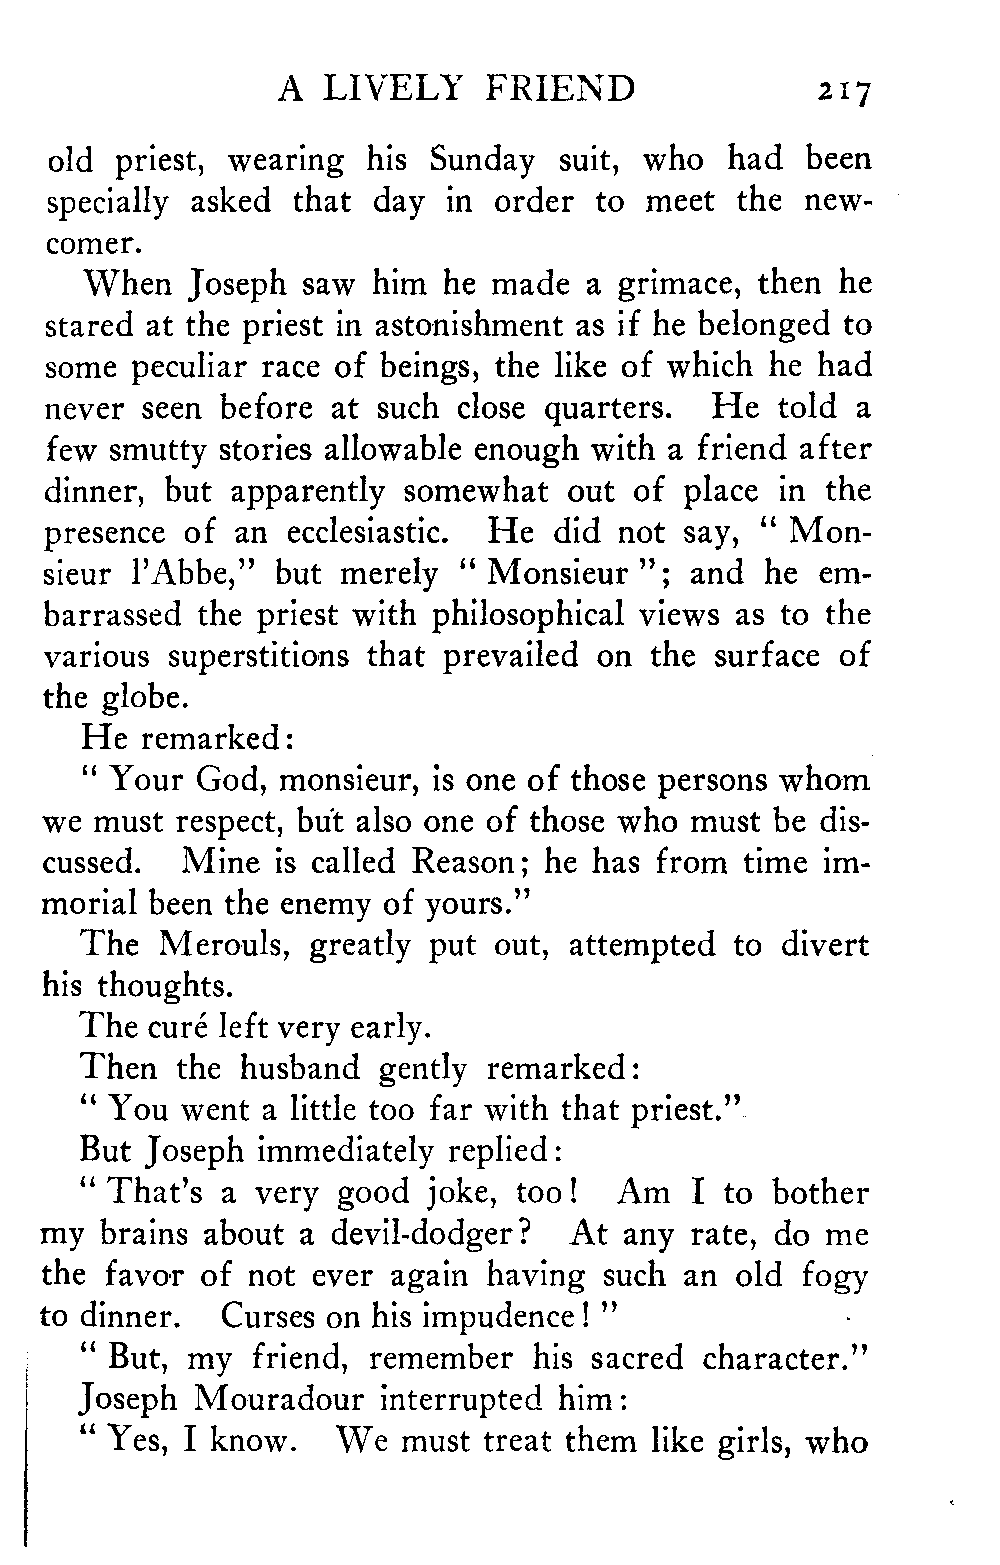 A LIVELY FRIEND 217
old priest, wearing his Sunday suit, who had been
specially asked that day in order to meet the new-
comer.
When Joseph saw him he made a grimace, then he
stared at the priest in astonishment as if he belonged to
some peculiar race of beings, the like of which he had
never seen before at such close quarters. He told a
few smutty stories allowable enough with a friend after
dinner, but apparently somewhat out of place in the
presence of an ecclesiastic. He did not say, “ Mon-
sieur l’Abbe,” but merely “ Monsieur ”; and he em-
barrassed the priest with philosophical views as to the
various superstitions that prevailed on the surface of
the globe.
He remarked:
“ Your God, monsieur, is one of those persons whom
we must respect, but also one of those who must be dis-
cussed. Mine is called Reason; he has from time im-
morial been the enemy of yours.”
The Merouls, greatly put out, attempted to divert
his thoughts.
The curé left very early.
Then the husband gently remarked:
“ You went a little too far with that priest.”
But Joseph immediately replied:
“ That’s a very good joke, too! Am I to bother
my brains about a devil-dodger? At any rate, do me
the favor of not ever again having such an old fogy
to dinner. Curses on his impudence! ”
“ But, my friend, remember his sacred character.”
Joseph Mouradour interrupted him:
“ Yes, I know. We must treat them like girls, who